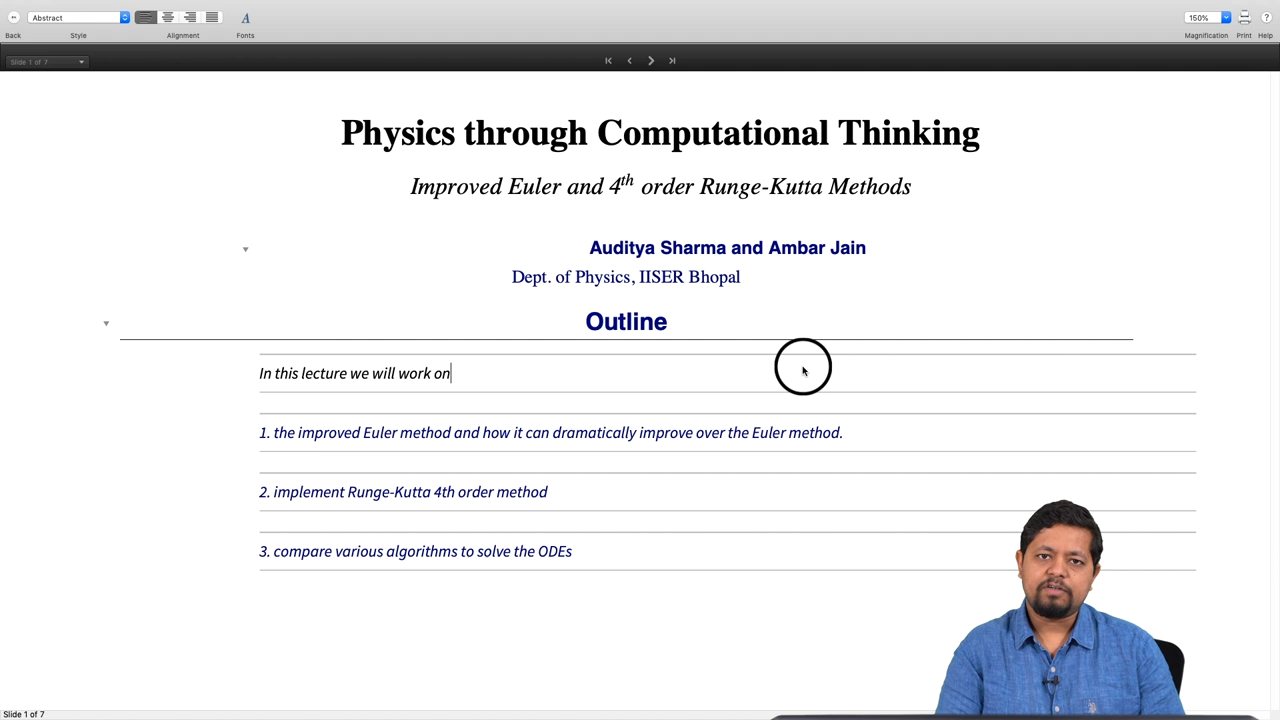 Abstract
150%
Back
Style
Alignment
Fonts
Magnification
Print
Help
Slide 1 of 7
Physics through Computational Thinking
Improved Euler and 4th order Runge-Kutta Methods
Auditya Sharma and Ambar Jain
Dept. of Physics, IISER Bhopal
Outline
In this lecture we will work on
1. the improved Euler method and how it can dramatically improve over the Euler method.
2. implement Runge-Kutta 4th order method
3. compare various algorithms to solve the ODEs
Slide 1 of 7